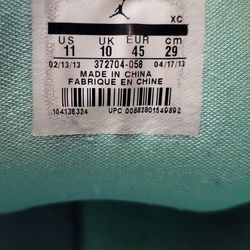 XC
US UK EUR cm
11 10 45 29
02/13/13 372704-058 04/17/13
MADE IN CHINA
FABRIQUE EN CHINE
104138324 UPC 00882801549892